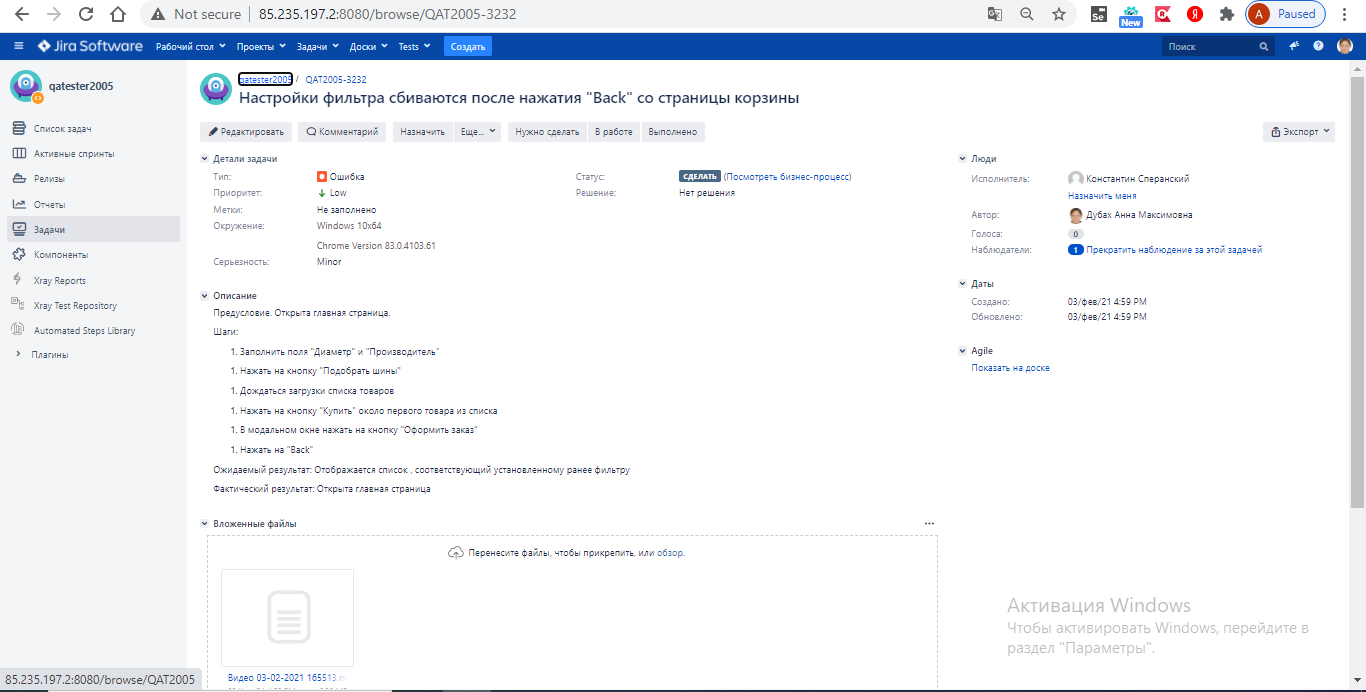 Not secure | 85.235.197.2:8080/browse/QAT2005-3232
Se
New
Я
A Paused
Jira Software Рабочий стол Проекты Задачи Доски Tests Создать Поиск
qatester2005
Список задач
Активные спринты
Релизы
Отчеты
Задачи
Компоненты
Xray Reports
Xray Test Repository
Automated Steps Library
Плагины
qatester2005 / QAT2005-3232
Настройки фильтра сбиваются после нажатия "Back" со страницы корзины
Редактировать Комментарий Назначить Еще... Нужно сделать В работе Выполнено Экспорт
Детали задачи
Тип: Ошибка
Приоритет: Low
Метки: Не заполнено
Окружение: Windows 10x64
Chrome Version 83.0.4103.61
Серьезность: Minor
Статус: СДЕЛАТЬ (Посмотреть бизнес-процесс)
Решение: Нет решения
Описание
Предусловие. Открыта главная страница.
Шаги:
1. Заполнить поля "Диаметр" и "Производитель"
1. Нажать на кнопку "Подобрать шины"
1. Дождаться загрузки списка товаров
1. Нажать на кнопку "Купить" около первого товара из списка
1. В модальном окне нажать на кнопку "Оформить заказ"
1. Нажать на "Back"
Ожидаемый результат: Отображается список , соответствующий установленному ранее фильтру
Фактический результат: Открыта главная страница
Вложенные файлы
Перенесите файлы, чтобы прикрепить, или обзор.
Видео 03-02-2021 165513.m
Люди
Исполнитель: Константин Сперанский
Назначить меня
Автор: Дубах Анна Максимовна
Голоса: 0
Наблюдатели: 1 Прекратить наблюдение за этой задачей
Даты
Создано: 03/фев/21 4:59 PM
Обновлено: 03/фев/21 4:59 PM
Agile
Показать на доске
Активация Windows
Чтобы активировать Windows, перейдите в
раздел "Параметры".
85.235.197.2:8080/browse/QAT2005